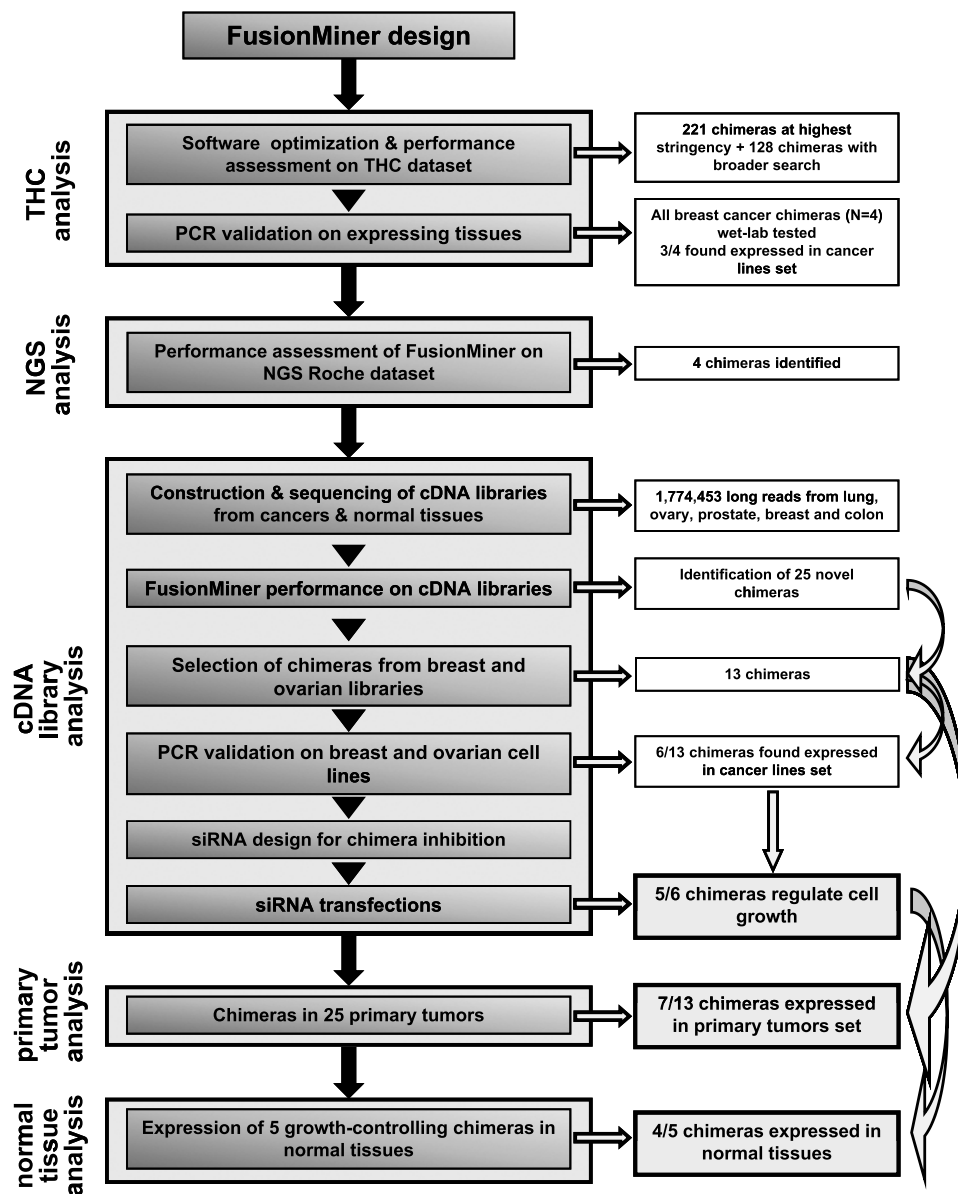 FusionMiner design
THC
analysis
Software optimization & performance
assessment on THC dataset
221 chimeras at highest
stringency + 128 chimeras with
broader search
PCR validation on expressing tissues
All breast cancer chimeras (N=4)
wet-lab tested
3/4 found expressed in cancer
lines set
NGS
analysis
Performance assessment of FusionMiner on
NGS Roche dataset
4 chimeras identified
cDNA
library
analysis
Construction & sequencing of cDNA libraries
from cancers & normal tissues
1,774,453 long reads from lung,
ovary, prostate, breast and colon
FusionMiner performance on cDNA libraries
Identification of 25 novel
chimeras
Selection of chimeras from breast and
ovarian libraries
13 chimeras
PCR validation on breast and ovarian cell
lines
6/13 chimeras found expressed
in cancer lines set
siRNA design for chimera inhibition
siRNA transfections
5/6 chimeras regulate cell
growth
primary
tumor
analysis
Chimeras in 25 primary tumors
7/13 chimeras expressed
in primary tumors set
normal
tissue
analysis
Expression of 5 growth-controlling chimeras in
normal tissues
4/5 chimeras expressed in
normal tissues